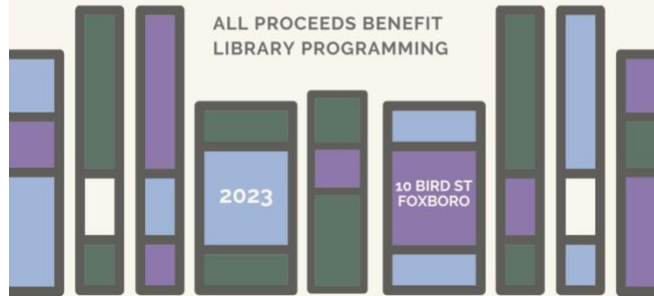 ALL PROCEEDS BENEFIT
LIBRARY PROGRAMMING
2023
10 BIRD ST
FOXBORO